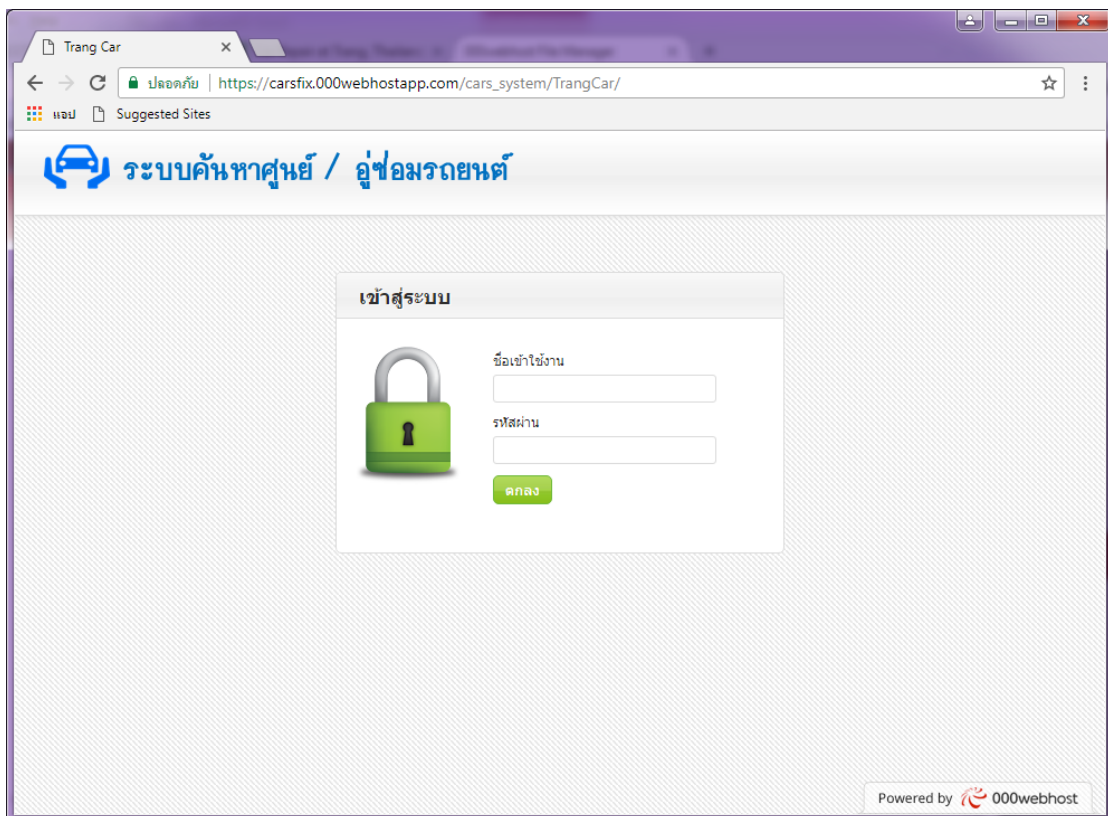 Trang Car
ปลอดภัย | https://carsfix.000webhostapp.com/cars_system/TrangCar/
แอป Suggested Sites
ระบบค้นหาศูนย์ / อู่ซ่อมรถยนต์
เข้าสู่ระบบ
ชื่อเข้าใช้งาน
รหัสผ่าน
ตกลง
Powered by 000webhost